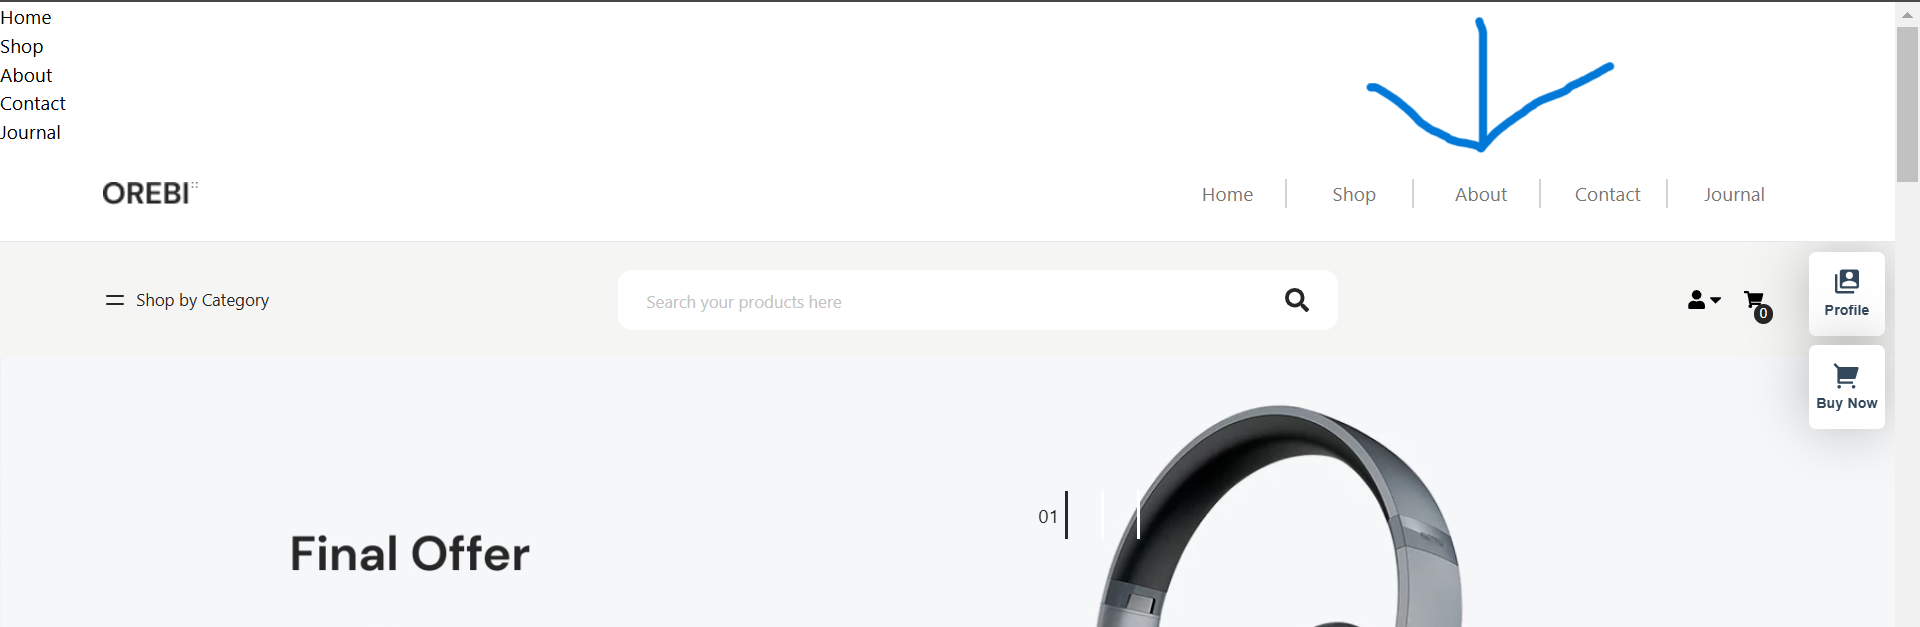 Home
Shop
About
Contact
Journal
OREBI
Home Shop About Contact Journal
Shop by Category
Search your products here
0
Profile
Buy Now
01
Final Offer